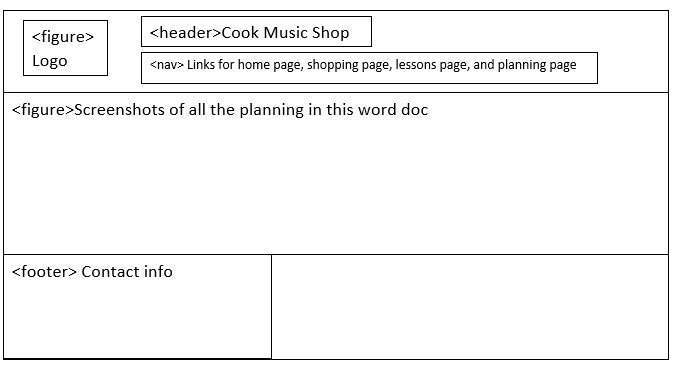 <figure>
Logo
<header>Cook Music Shop
<nav> Links for home page, shopping page, lessons page, and planning page
<figure>Screenshots of all the planning in this word doc
<footer> Contact info